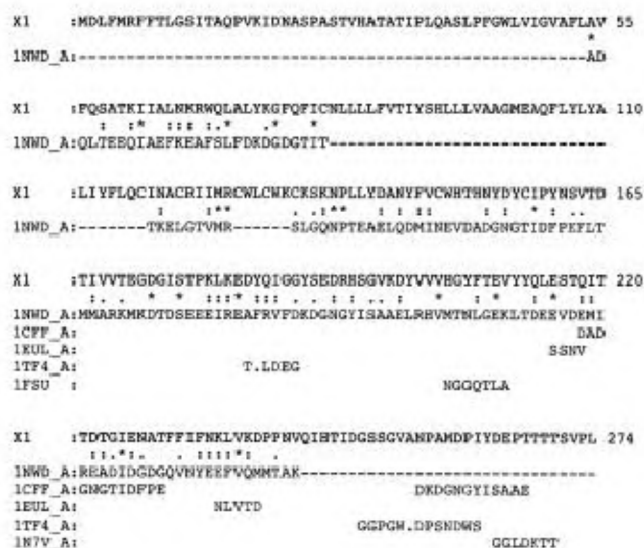 X1 :MDLFMRFFTLGSITAQPVKIDNASPASTVHATATIPLQASLPFGWLVIGVAFLAV 55
*
1NWD_A:-----------------------------------------------------AD
X1 :FQSATKIIALNKRWQLALYKGFQFICNLLLLFVTIYSHLLLVAAGMEAQFLYLYA 110
: :* ::: :.* .* *
1NWD_A:QLTEEQIAEFKEAFSLFDKDGDGTIT-----------------------------
X1 :LIYFLQCINACRIIMRCWLCWKCKSKNPLLYDANYFVCWHTHNYDYCIPYNSVTD 165
:** . .** : : : : : * : ..
1NWD_A:--------TKELGTVMR------SLGQNPTEAELQDMINEVDADGNGTIDFPEFLT
X1 :TIVVTEGDGISTPKLKEDYQIGGYSEDRHSGVKDYVVVHGYFTEVYYQLESTQIT 220
1NWD_A:MMARKMKDTDSEEEIREAFRVFDKDGNGYISAAELRHVMTNLGEKLTDEEVDEMI
1CFF_A: DAD
1EUL_A: SSNV
1TF4_A: T.LDEG
1FSU : NGGQTLA
X1 :TDTGIENATFFIFNKLVKDPPNVQIHTIDGSSGVANPAMDPIYDEPTTTTSVPL 274
1NWD_A:READIDGDGQVNYEEFVQMMTAK-------------------------------
1CFF_A:GNGTIDFPE DKDGNGYISAAE
1EUL_A: NLVTD
1TF4_A: GGPGW.DPSNDWS
1N7V_A: GGLDKTT